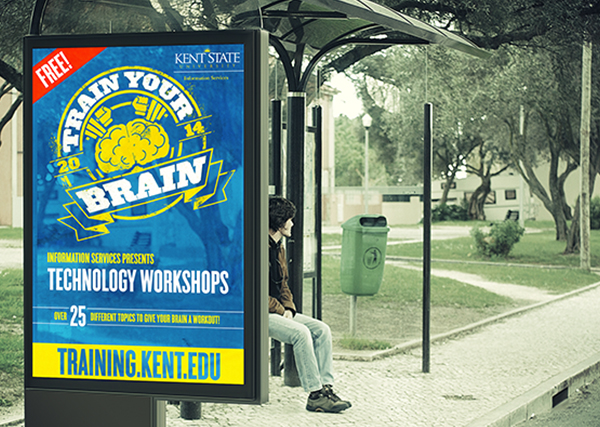 FREE!
KENT STATE
UNIVERSITY
Information Services
TRAIN YOUR
20 14
BRAIN
INFORMATION SERVICES PRESENTS
TECHNOLOGY WORKSHOPS
OVER 25 DIFFERENT TOPICS TO GIVE YOUR BRAIN A WORKOUT!
TRAINING.KENT.EDU